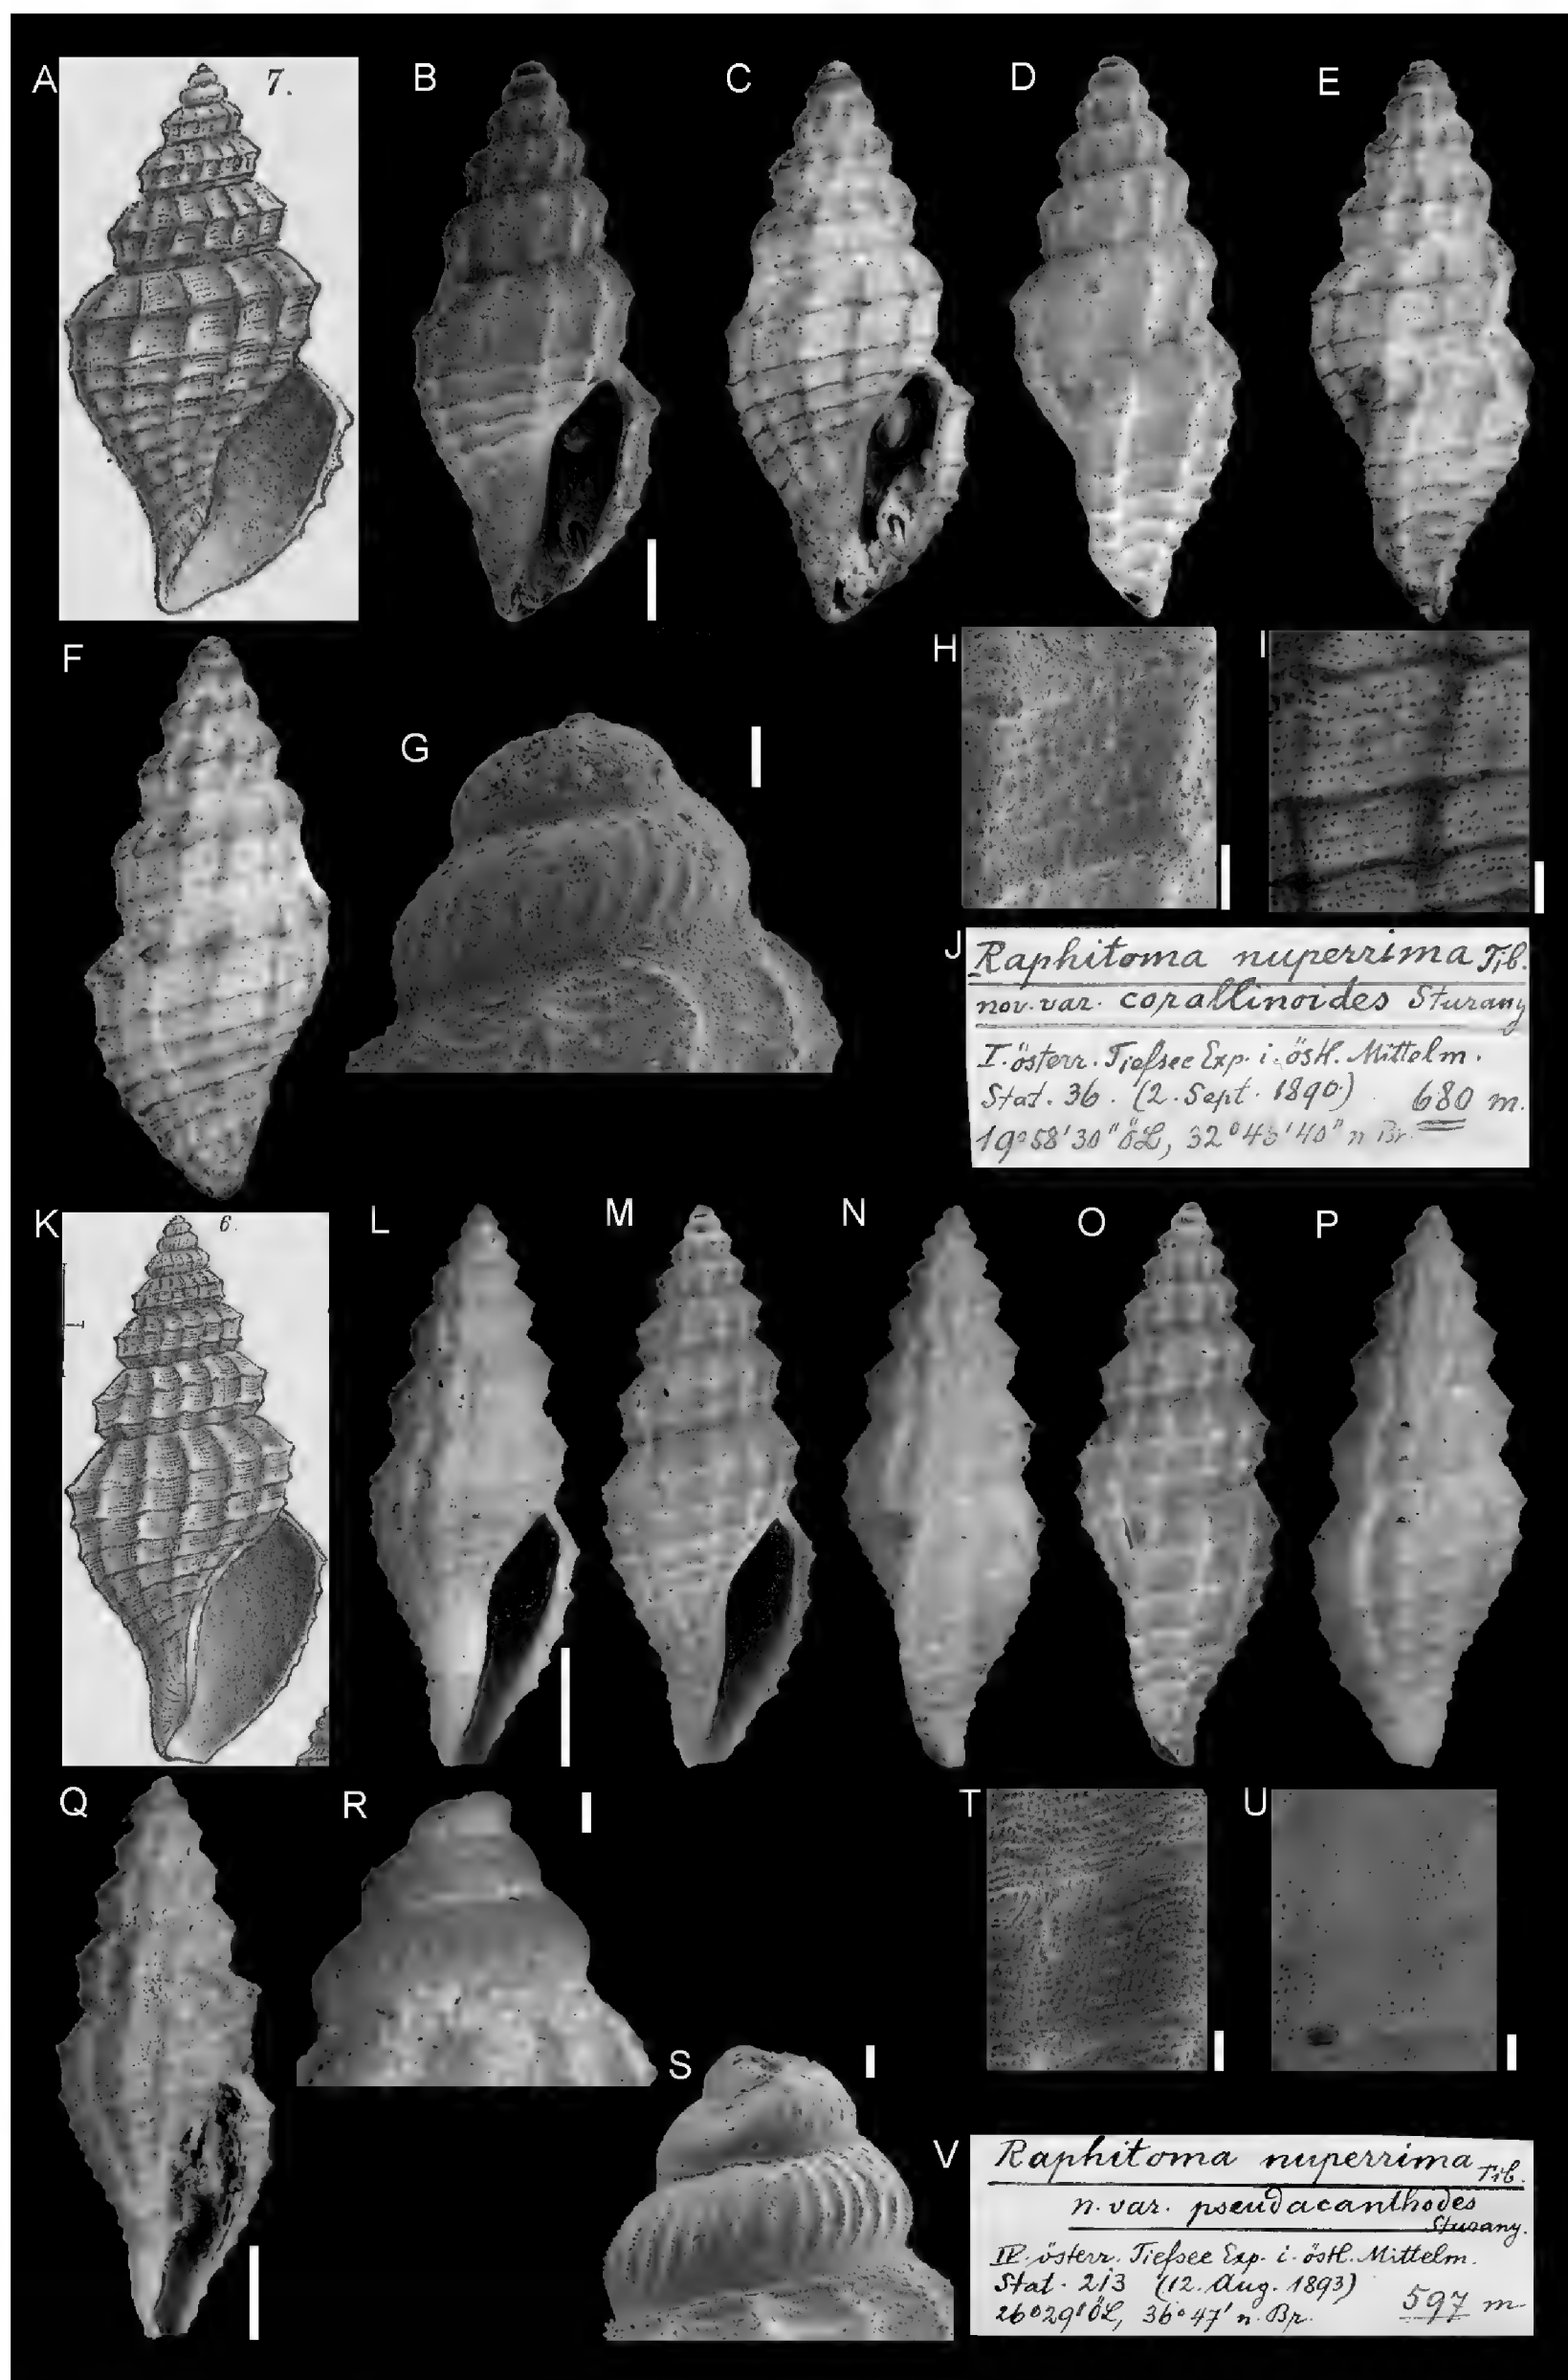 A
7.
B
C
D
E
F
G
H
I
J
Raphitoma nuperrima Tib.
nov. var. corallinoides Sturany
I. österr. Tiefsee Exp. i. östl. Mittelm.
Stat. 36. (2. Sept. 1890) 680 m.
19°58'30" ÖL, 32°46'40" n Br.
K
6.
L
M
N
O
P
Q
R
S
T
U
V
Raphitoma nuperrima Tib.
n. var. pseudacanthodes
Sturany.
IV. österr. Tiefsee Exp. i. östl. Mittelm.
Stat. 213 (12. Aug. 1893)
597 m
26°29' ÖL, 36°47' n. Br.